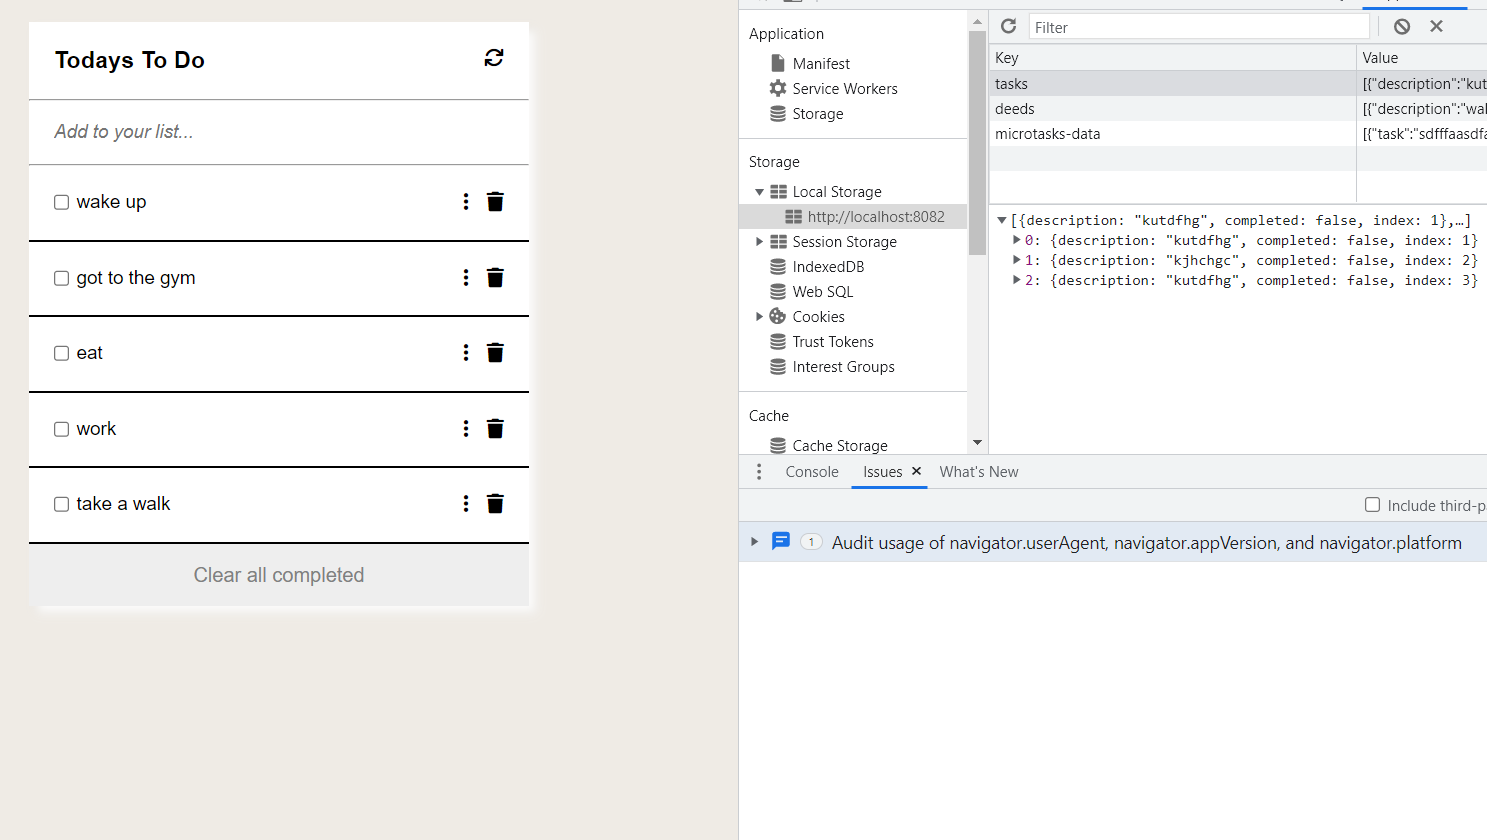 Todays To Do
Add to your list...
wake up
got to the gym
eat
work
take a walk
Clear all completed
Application
Manifest
Service Workers
Storage
Storage
Local Storage
http://localhost:8082
Session Storage
IndexedDB
Web SQL
Cookies
Trust Tokens
Interest Groups
Cache
Cache Storage
Filter
Key Value
tasks [{"description":"kut
deeds [{"description":"wal
microtasks-data [{"task":"sdfffaasdfa
[{description: "kutdfhg", completed: false, index: 1},…]
0: {description: "kutdfhg", completed: false, index: 1}
1: {description: "kjhchgc", completed: false, index: 2}
2: {description: "kutdfhg", completed: false, index: 3}
Console Issues What's New
Include third-p
1 Audit usage of navigator.userAgent, navigator.appVersion, and navigator.platform